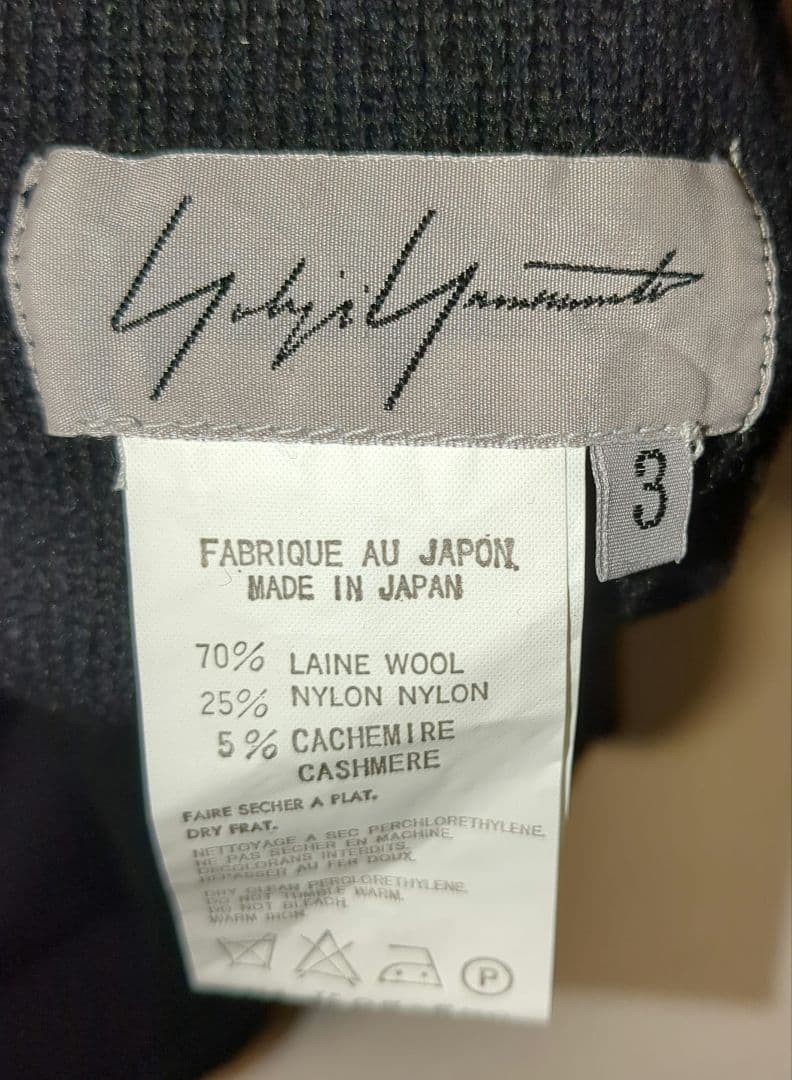 Yohji Yamamoto
3
FABRIQUE AU JAPON.
MADE IN JAPAN
70% LAINE WOOL
25% NYLON NYLON
5% CACHEMIRE
CASHMERE
FAIRE SECHER A PLAT.
DRY FRAT.
NETTOYAGE A SEC PERCHLORETHYLENE.
NE PAS SECHER EN MACHINE.
DECOLORANS INTERDITS.
REPASSER AU FER DOUX.
DRY CLEAN PERCLORETHYLENE.
DO NOT TUMBLE WARM.
DO NOT BLEACH.
WARM IRON.
P